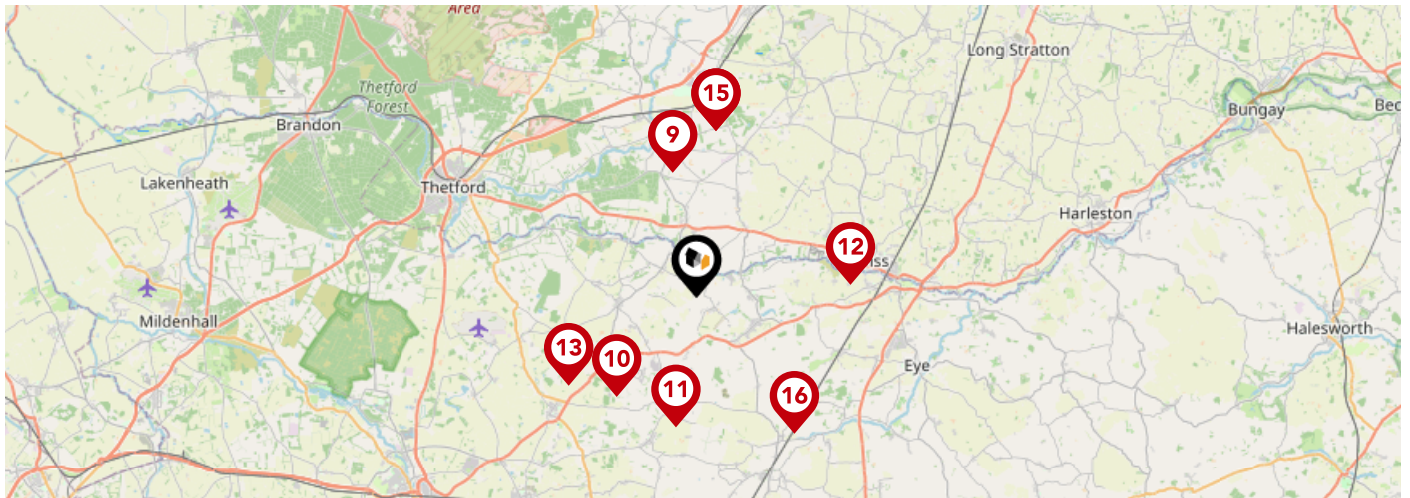 Area
Long Stratton
Thetford
Forest
15
Bungay
Bec
Brandon
9
Lakenheath
Thetford
Harleston
12
iss
Mildenhall
Halesworth
13
10
Eye
11
16